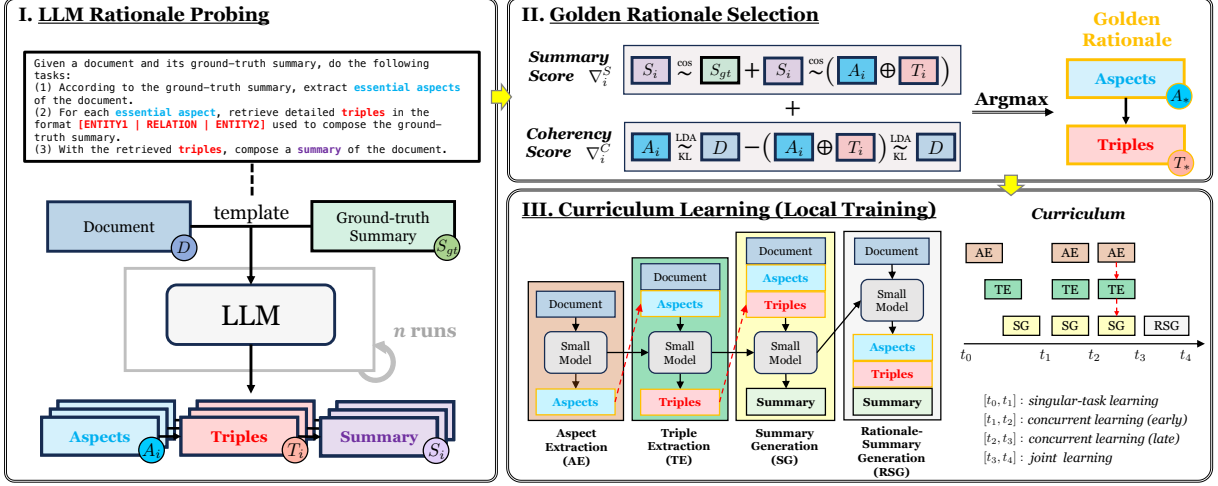 I. LLM Rationale Probing
Given a document and its ground-truth summary, do the following
tasks:
(1) According to the ground-truth summary, extract essential aspects
of the document.
(2) For each essential aspect, retrieve detailed triples in the
format [ENTITY1 | RELATION | ENTITY2] used to compose the ground-
truth summary.
(3) With the retrieved triples, compose a summary of the document.
Document
D
template
Ground-truth
Summary
S_gt
LLM
n runs
Aspects
A_i
Triples
T_i
Summary
S_i
II. Golden Rationale Selection
Summary
Score ∇_i^S
S_i cos ~ S_gt + S_i cos ~ ( A_i ⊕ T_i )
+
Coherency
Score ∇_i^C
A_i LDA ≈ KL D − ( A_i ⊕ T_i ) LDA ≈ KL D
Argmax
Golden
Rationale
Aspects
A_*
Triples
T_*
III. Curriculum Learning (Local Training)
Document
Small
Model
Aspects
Aspect
Extraction
(AE)
Document
Aspects
Small
Model
Triples
Triple
Extraction
(TE)
Document
Aspects
Triples
Small
Model
Summary
Summary
Generation
(SG)
Document
Small
Model
Aspects
Triples
Summary
Rationale-
Summary
Generation
(RSG)
Curriculum
AE AE AE
TE TE TE
SG SG SG RSG
t_0 t_1 t_2 t_3 t_4
[t_0, t_1] : singular-task learning
[t_1, t_2] : concurrent learning (early)
[t_2, t_3] : concurrent learning (late)
[t_3, t_4] : joint learning